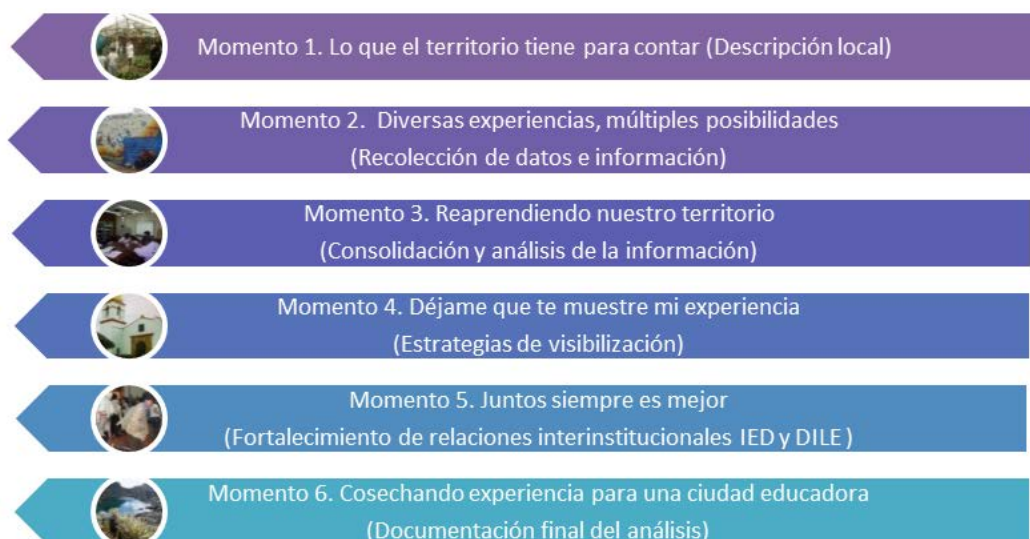 Momento 1. Lo que el territorio tiene para contar (Descripción local)
Momento 2.  Diversas experiencias, múltiples posibilidades
(Recolección de datos e información)
Momento 3. Reaprendiendo nuestro territorio
(Consolidación y análisis de la información)
Momento 4. Déjame que te muestre mi experiencia
(Estrategias de visibilización)
Momento 5. Juntos siempre es mejor
(Fortalecimiento de relaciones interinstitucionales IED y DILE )
Momento 6. Cosechando experiencia para una ciudad educadora
(Documentación final del análisis)